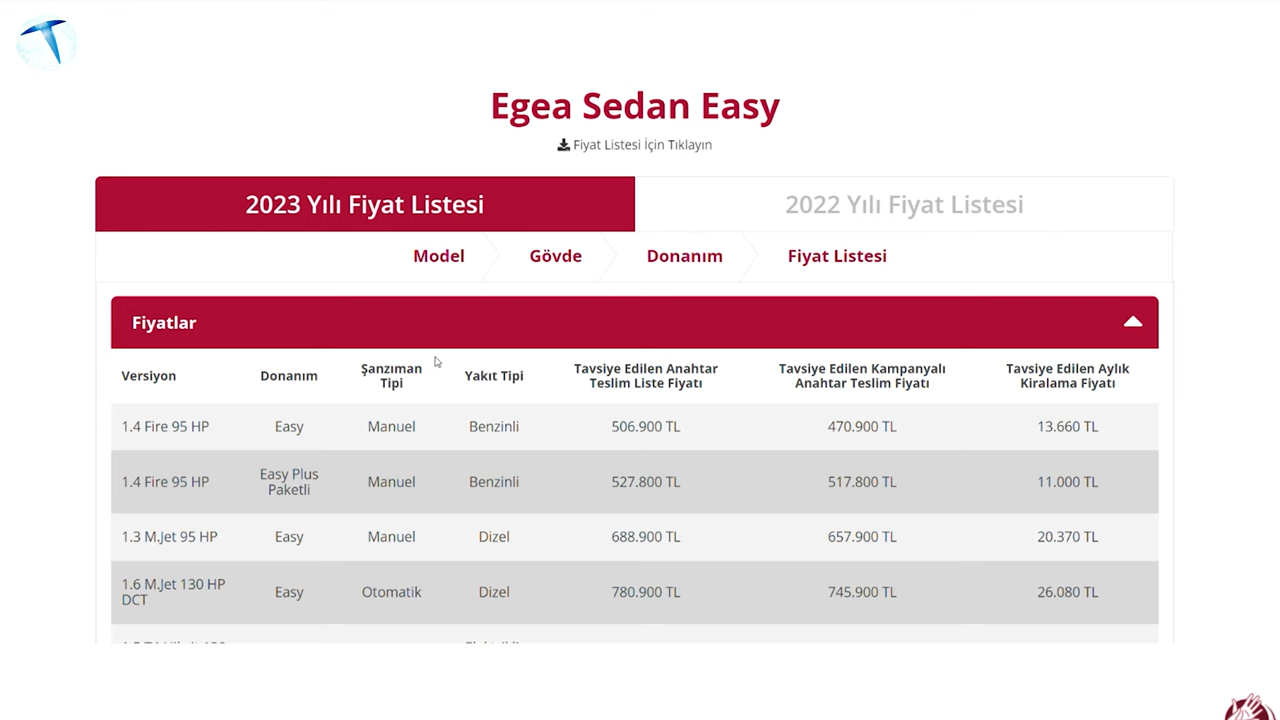 Egea Sedan Easy
Fiyat Listesi İçin Tıklayın
2023 Yılı Fiyat Listesi
2022 Yılı Fiyat Listesi
Model
Gövde
Donanım
Fiyat Listesi
Fiyatlar
Versiyon
Donanım
Şanzıman
Tipi
Yakıt Tipi
Tavsiye Edilen Anahtar
Teslim Liste Fiyatı
Tavsiye Edilen Kampanyalı
Anahtar Teslim Fiyatı
Tavsiye Edilen Aylık
Kiralama Fiyatı
1.4 Fire 95 HP
Easy
Manuel
Benzinli
506.900 TL
470.900 TL
13.660 TL
1.4 Fire 95 HP
Easy Plus
Paketli
Manuel
Benzinli
527.800 TL
517.800 TL
11.000 TL
1.3 M.Jet 95 HP
Easy
Manuel
Dizel
688.900 TL
657.900 TL
20.370 TL
1.6 M.Jet 130 HP
DCT
Easy
Otomatik
Dizel
780.900 TL
745.900 TL
26.080 TL